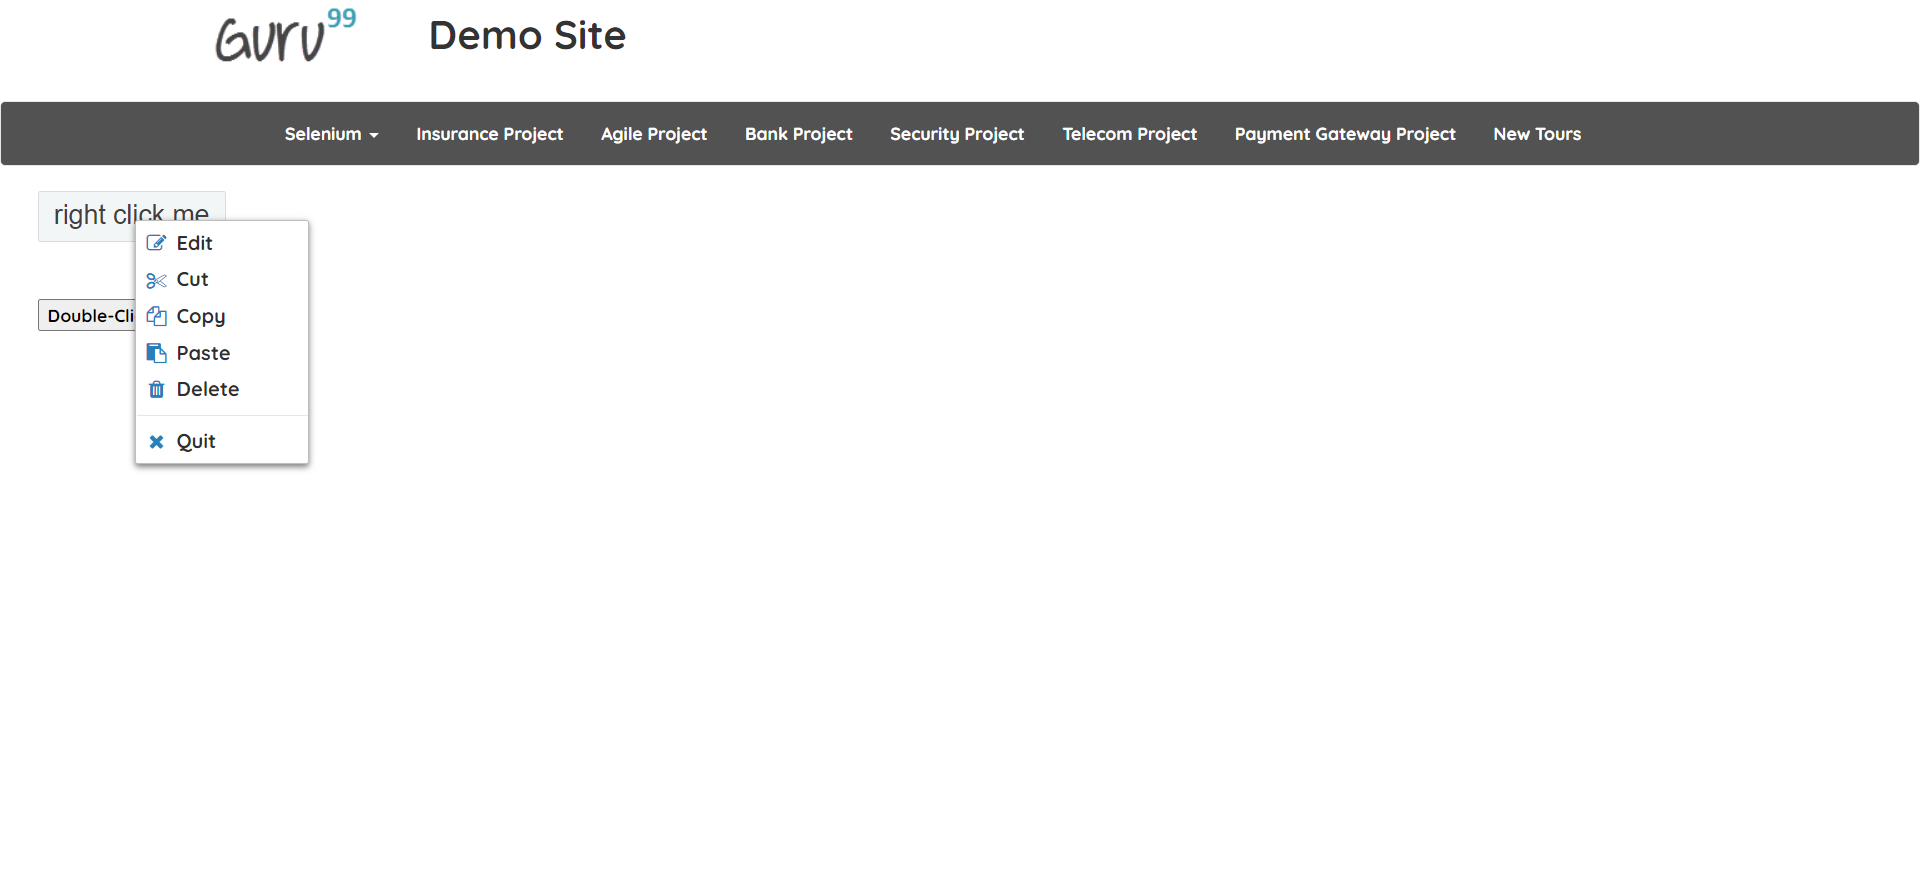 Guru99
Demo Site
Selenium Insurance Project Agile Project Bank Project Security Project Telecom Project Payment Gateway Project New Tours
right click me
Edit
Cut
Double-Cli
Copy
Paste
Delete
Quit